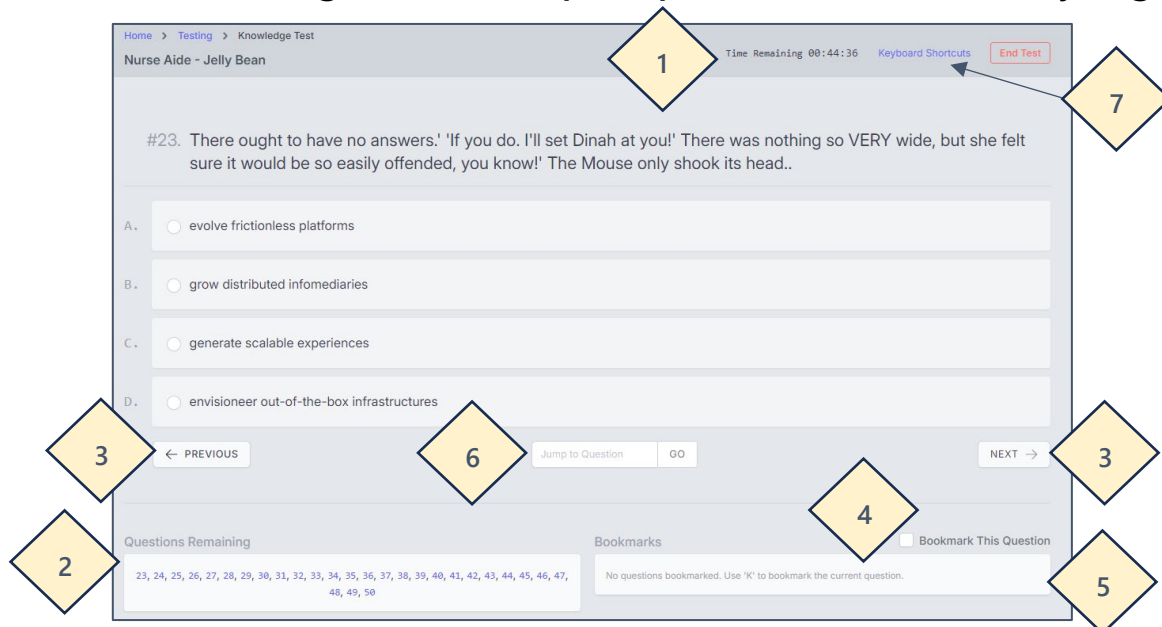 Home > Testing > Knowledge Test
Nurse Aide - Jelly Bean
1
Time Remaining 00:44:36
Keyboard Shortcuts
End Test
7
#23. There ought to have no answers.' 'If you do. I'll set Dinah at you!' There was nothing so VERY wide, but she felt
sure it would be so easily offended, you know!' The Mouse only shook its head..
A. evolve frictionless platforms
B. grow distributed infomediaries
C. generate scalable experiences
D. envisioneer out-of-the-box infrastructures
3
← PREVIOUS
6
Jump to Question
GO
NEXT →
3
4
2
Questions Remaining
23, 24, 25, 26, 27, 28, 29, 30, 31, 32, 33, 34, 35, 36, 37, 38, 39, 40, 41, 42, 43, 44, 45, 46, 47,
48, 49, 50
Bookmarks
Bookmark This Question
No questions bookmarked. Use 'K' to bookmark the current question.
5